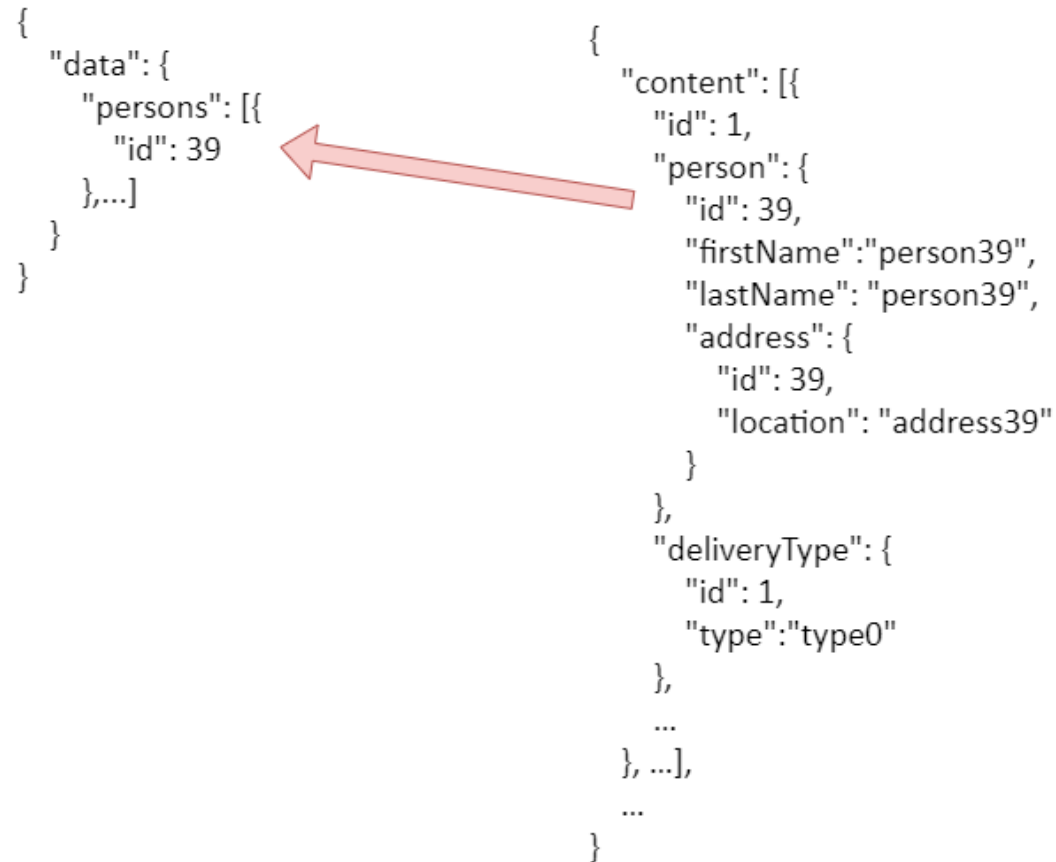 {
"data": {
"persons": [{
"id": 39
},...]
}
}
{
"content": [{
"id": 1,
"person": {
"id": 39,
"firstName":"person39",
"lastName": "person39",
"address": {
"id": 39,
"location": "address39"
}
},
"deliveryType": {
"id": 1,
"type":"type0"
},
...
}, ...],
...
}